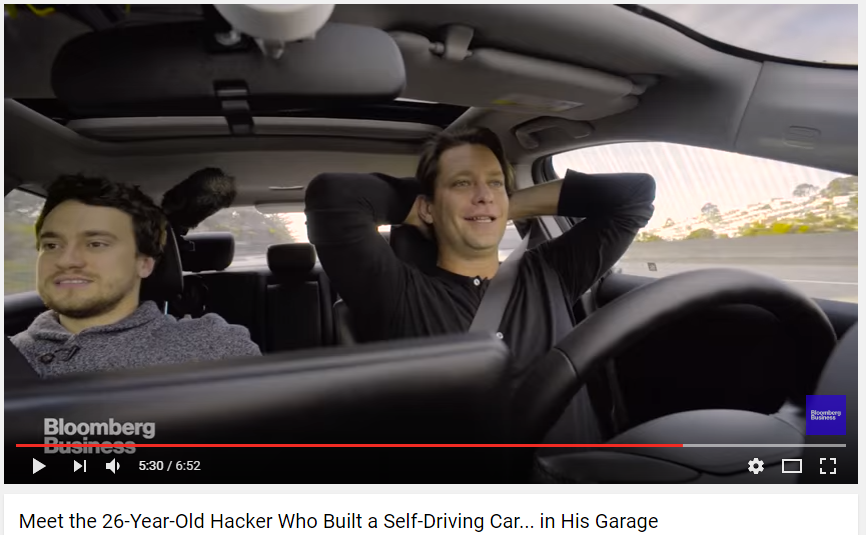 Bloomberg
Business
Bloomberg
Business
5:30 / 6:52
Meet the 26-Year-Old Hacker Who Built a Self-Driving Car... in His Garage